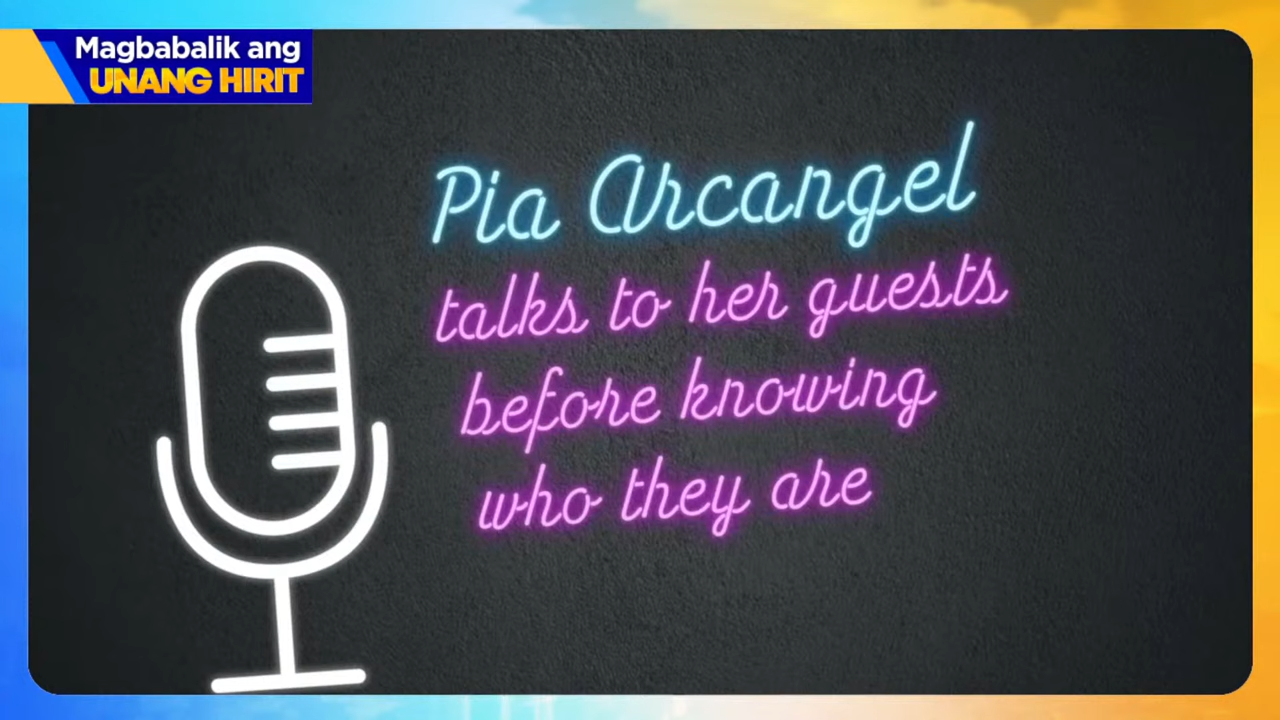 Magbabalik ang
UNANG HIRIT
Pia Arcangel
talks to her guests
before knowing
who they are